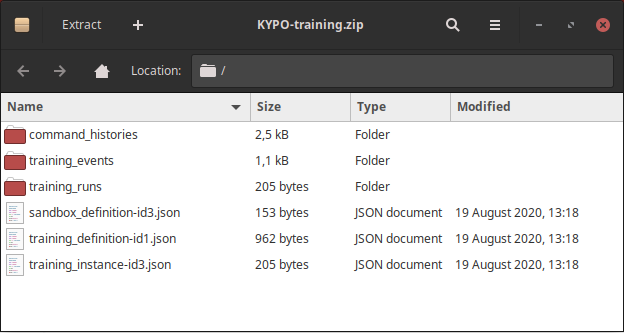 Extract
KYPO-training.zip
Location: /
Name Size Type Modified
command_histories 2,5 kB Folder
training_events 1,1 kB Folder
training_runs 205 bytes Folder
sandbox_definition-id3.json 153 bytes JSON document 19 August 2020, 13:18
training_definition-id1.json 962 bytes JSON document 19 August 2020, 13:18
training_instance-id3.json 205 bytes JSON document 19 August 2020, 13:18